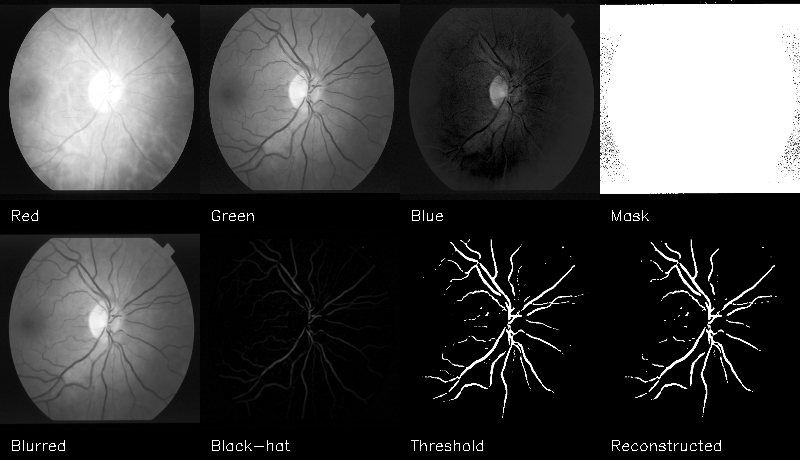 Red
Green
Blue
Mask
Blurred
Black-hat
Threshold
Reconstructed